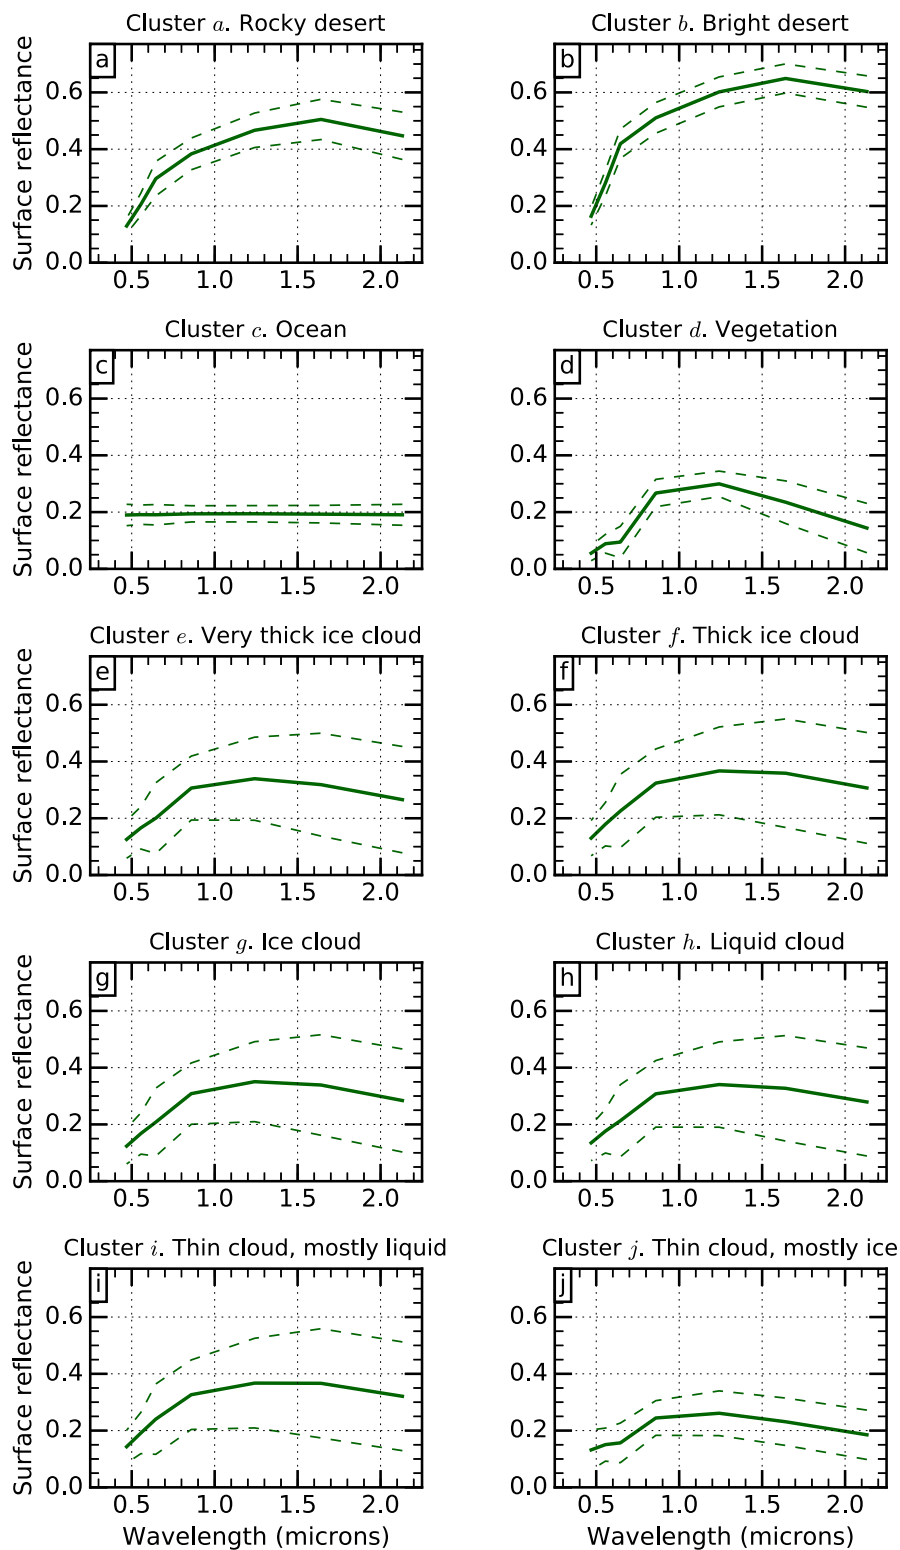 Cluster a. Rocky desert
Cluster b. Bright desert
a
b
Surface reflectance
0.6
0.4
0.2
0.0
0.5 1.0 1.5 2.0
0.6
0.4
0.2
0.0
0.5 1.0 1.5 2.0
Cluster c. Ocean
Cluster d. Vegetation
c
d
Surface reflectance
0.6
0.4
0.2
0.0
0.5 1.0 1.5 2.0
0.6
0.4
0.2
0.0
0.5 1.0 1.5 2.0
Cluster e. Very thick ice cloud
Cluster f. Thick ice cloud
e
f
Surface reflectance
0.6
0.4
0.2
0.0
0.5 1.0 1.5 2.0
0.6
0.4
0.2
0.0
0.5 1.0 1.5 2.0
Cluster g. Ice cloud
Cluster h. Liquid cloud
g
h
Surface reflectance
0.6
0.4
0.2
0.0
0.5 1.0 1.5 2.0
0.6
0.4
0.2
0.0
0.5 1.0 1.5 2.0
Cluster i. Thin cloud, mostly liquid
Cluster j. Thin cloud, mostly ice
i
j
Surface reflectance
0.6
0.4
0.2
0.0
0.5 1.0 1.5 2.0
Wavelength (microns)
0.6
0.4
0.2
0.0
0.5 1.0 1.5 2.0
Wavelength (microns)